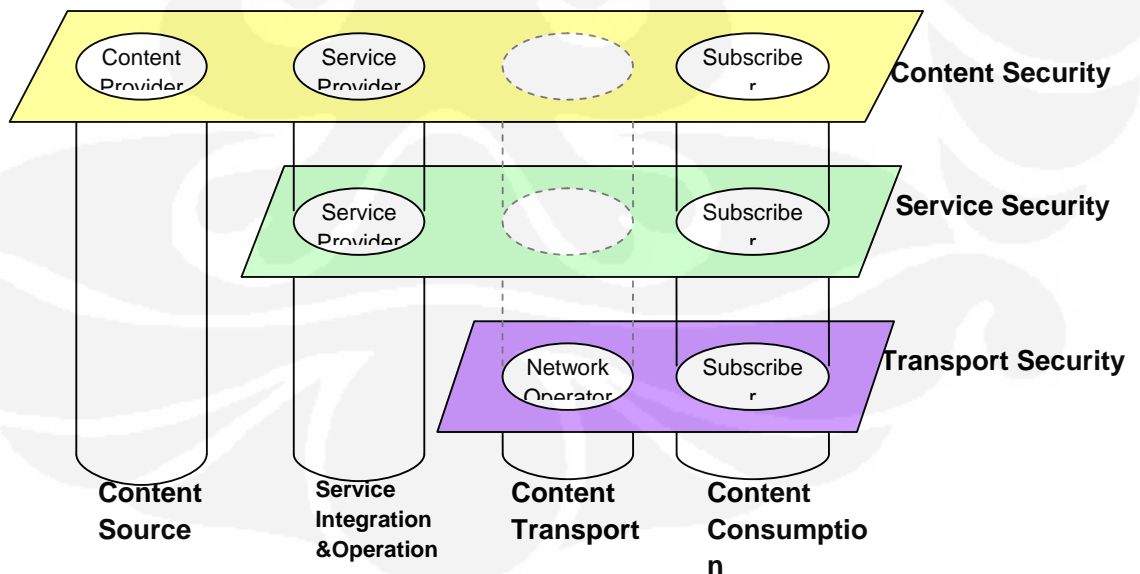 Content
Provider
Service
Provider
Subscribe
r
Content Security
Service
Provider
Subscribe
r
Service Security
Network
Operator
Subscribe
r
Transport Security
Content
Source
Service
Integration
&Operation
Content
Transport
Content
Consumptio
n